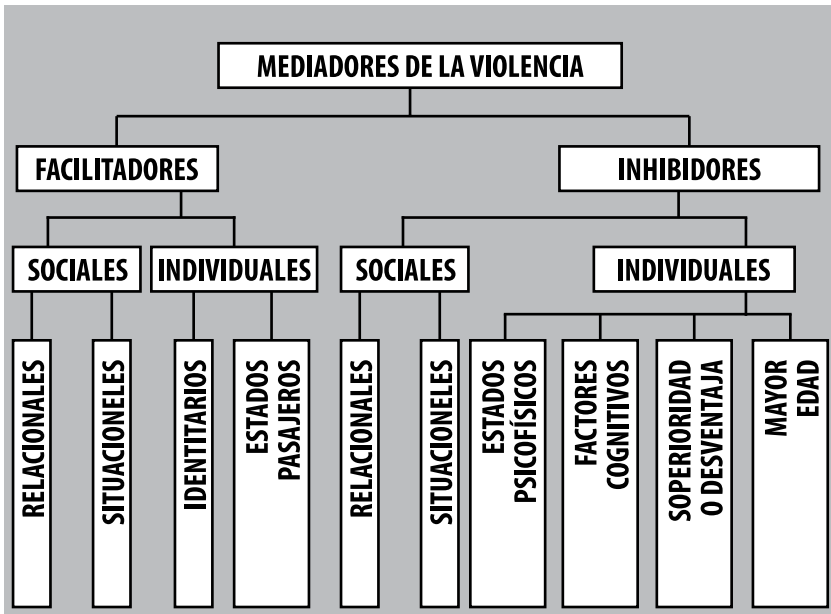 MEDIADORES DE LA VIOLENCIA
FACILITADORES
INHIBIDORES
SOCIALES
INDIVIDUALES
SOCIALES
INDIVIDUALES
RELACIONALES
SITUACIONELES
IDENTITARIOS
ESTADOS
PASAJEROS
RELACIONALES
SITUACIONELES
ESTADOS
PSICOFÍSICOS
FACTORES
COGNITIVOS
SOPERIORIDAD
O DESVENTAJA
MAYOR
EDAD